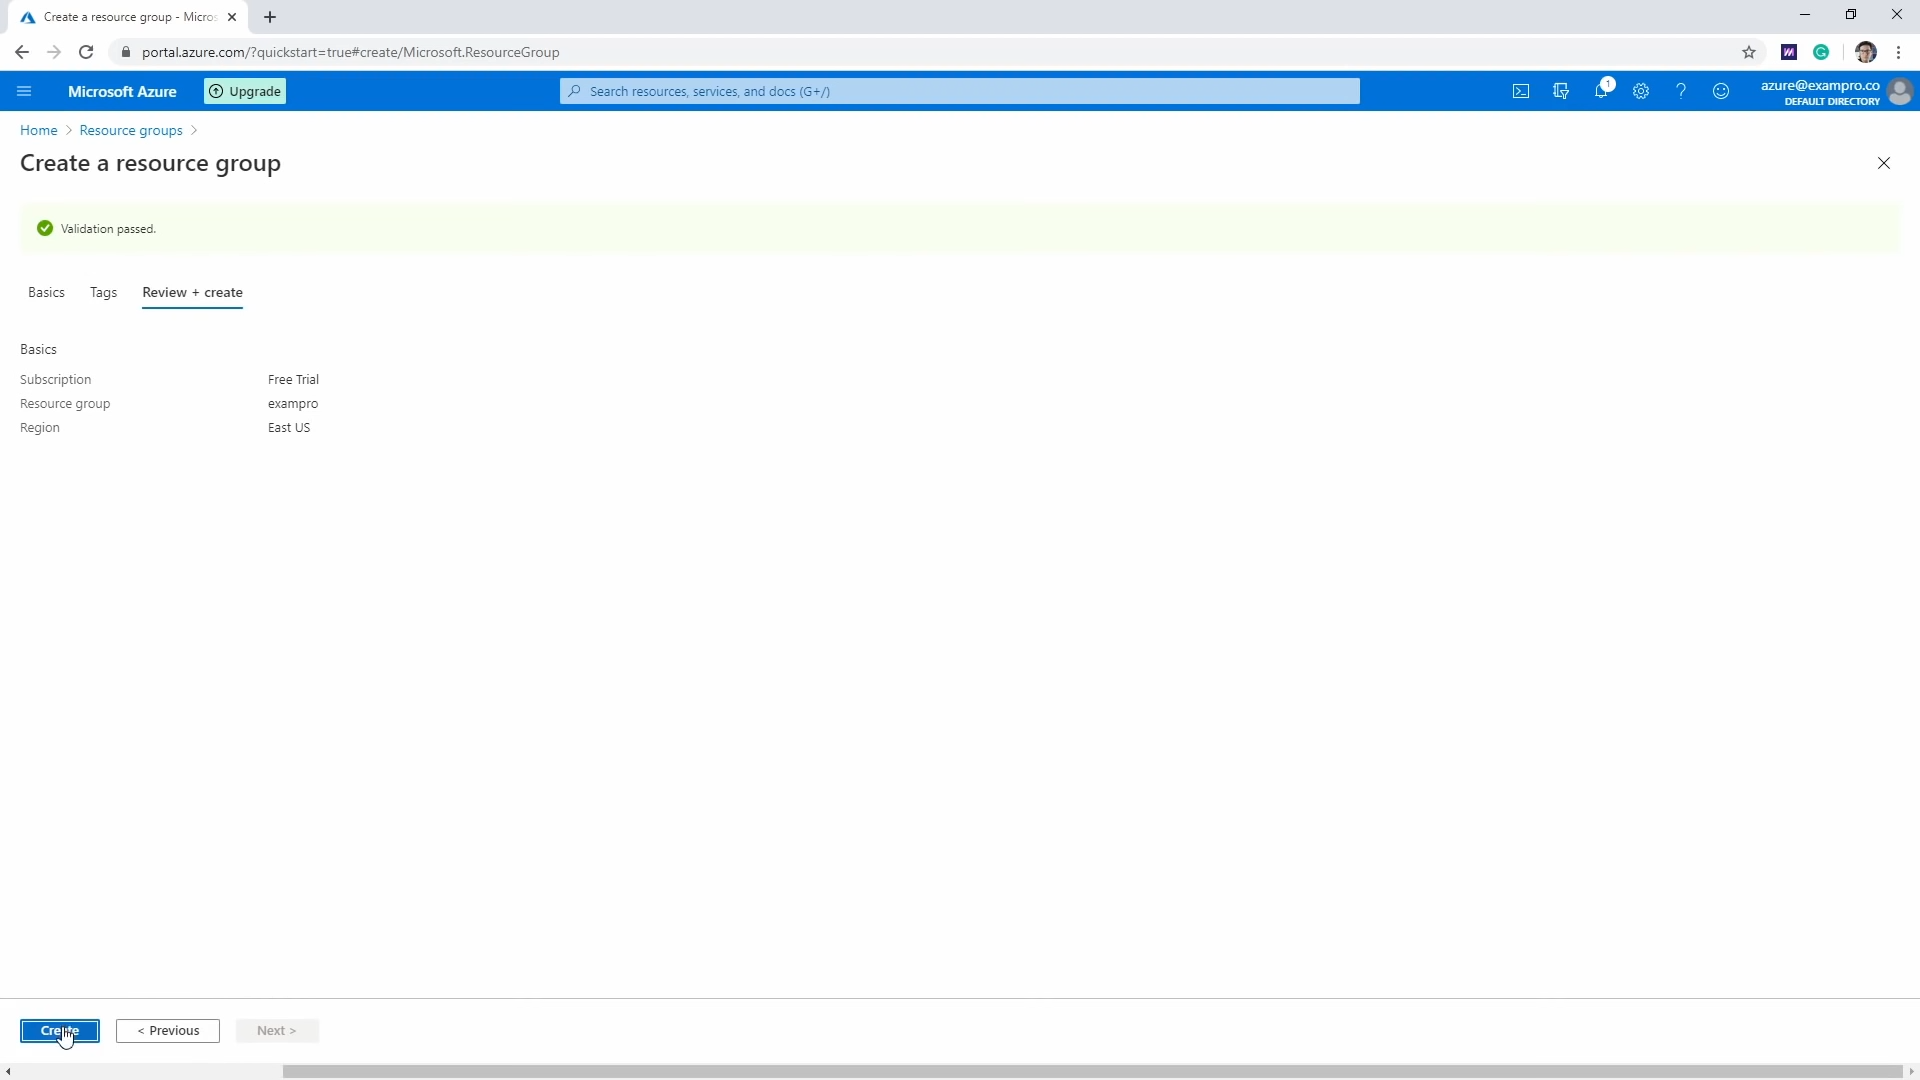 Create a resource group - Micros
portal.azure.com/?quickstart=true#create/Microsoft.ResourceGroup
Microsoft Azure
Upgrade
Search resources, services, and docs (G+/)
1
azure@exampro.co
DEFAULT DIRECTORY
Home > Resource groups >
Create a resource group
Validation passed.
Basics Tags Review + create
Basics
Subscription Free Trial
Resource group exampro
Region East US
Create < Previous Next >